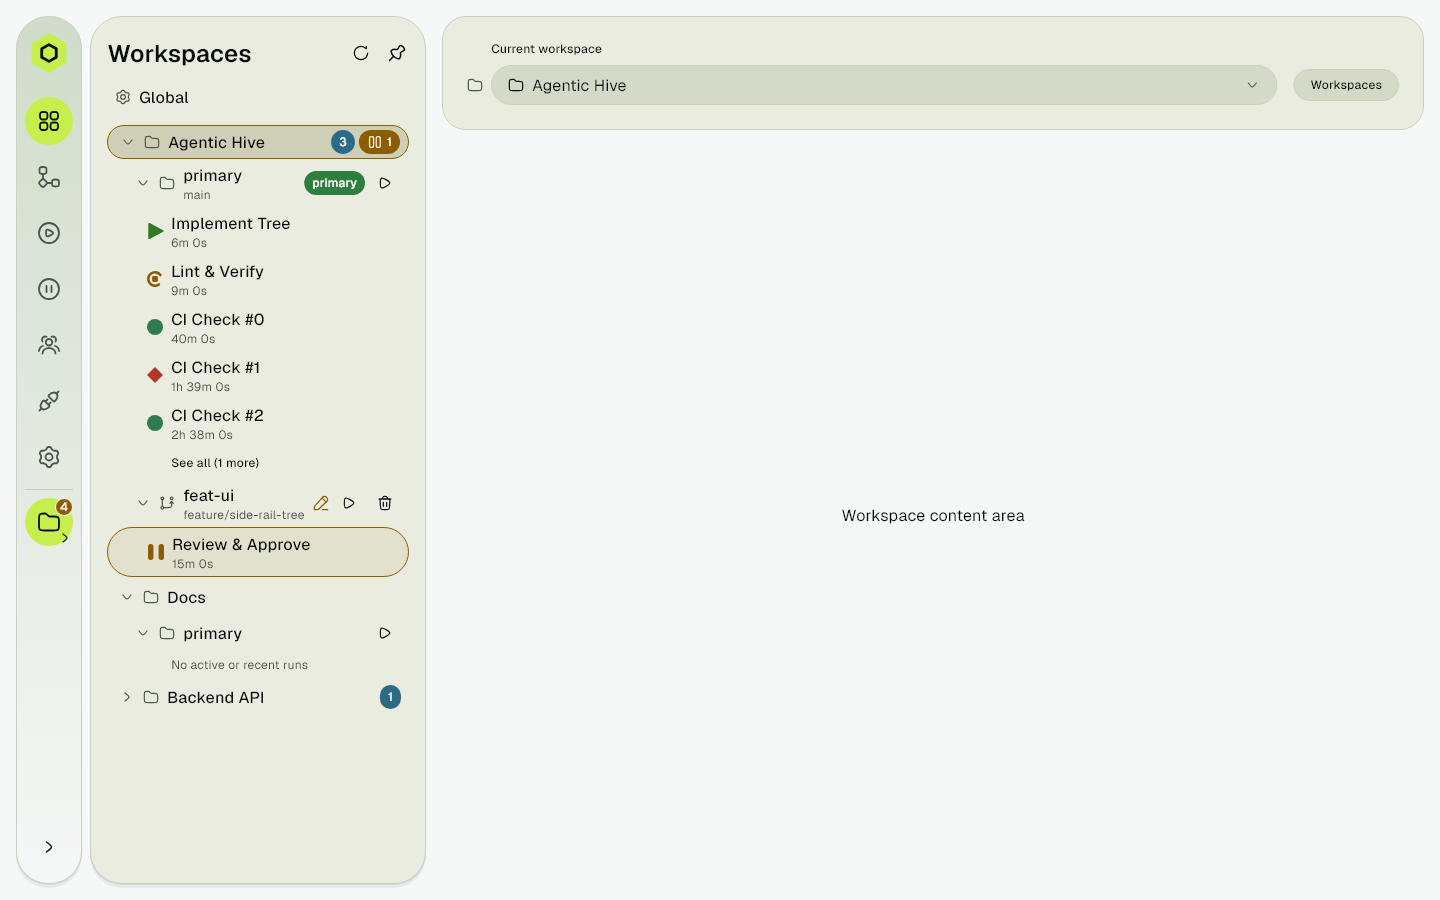 Workspaces
Global
Agentic Hive 3 1
primary
main
primary
Implement Tree
6m 0s
Lint & Verify
9m 0s
CI Check #0
40m 0s
CI Check #1
1h 39m 0s
CI Check #2
2h 38m 0s
See all (1 more)
4
feat-ui
feature/side-rail-tree
Review & Approve
15m 0s
Docs
primary
No active or recent runs
Backend API 1
Current workspace
Agentic Hive
Workspaces
Workspace content area